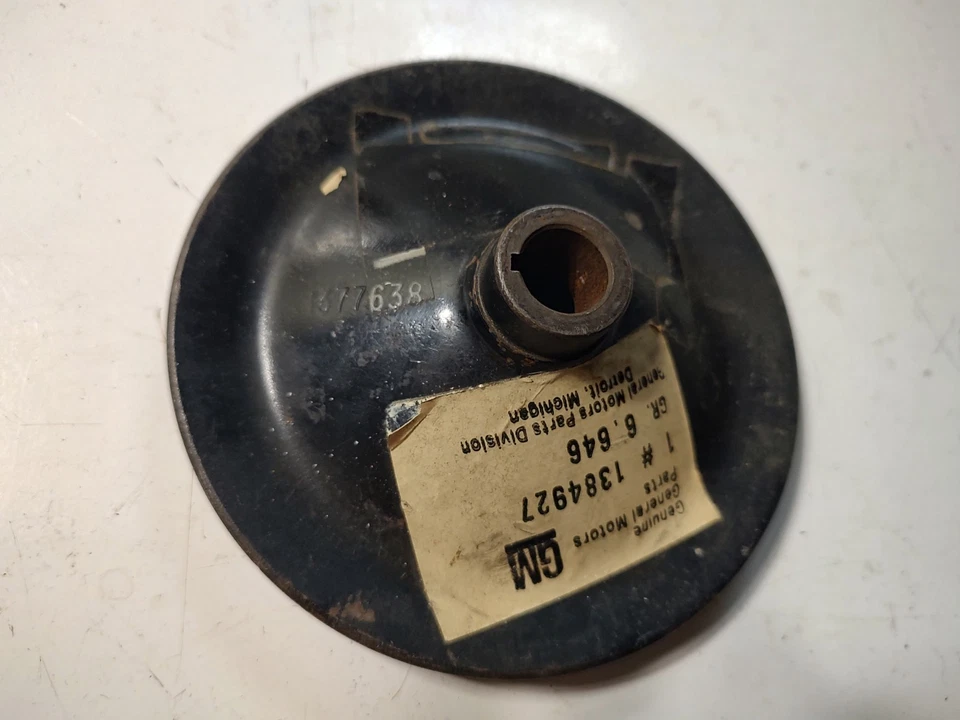 1377638
GM
Genuine
General Motors
Parts
1 # 1384927
GR. 6.646
General Motors Parts Division
Detroit, Michigan